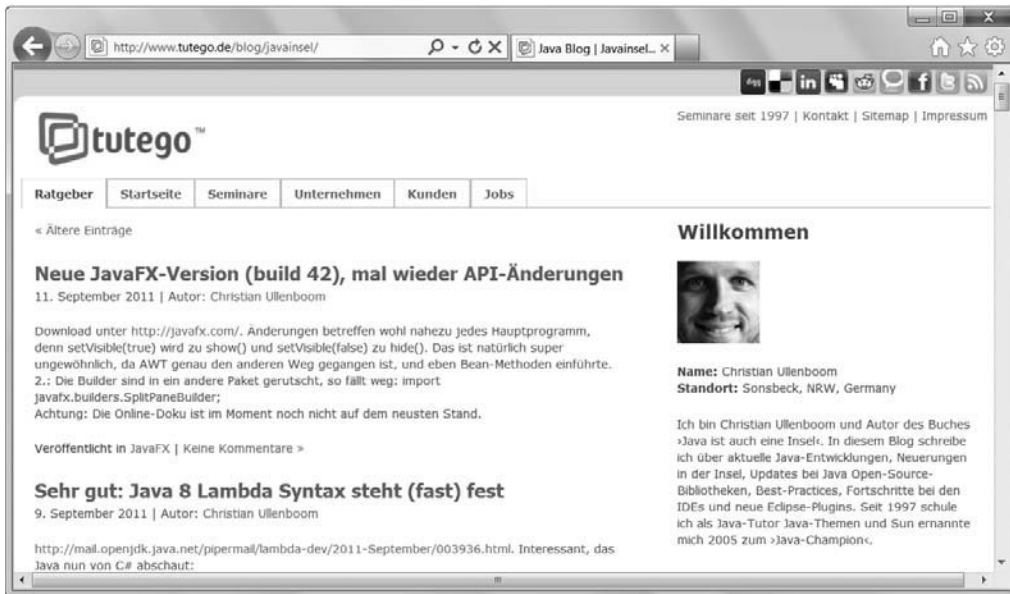 http://www.tutego.de/blog/javainsel/
Java Blog | Javainsel...
Seminare seit 1997 | Kontakt | Sitemap | Impressum
tutego™
Ratgeber
Startseite
Seminare
Unternehmen
Kunden
Jobs
« Ältere Einträge
Neue JavaFX-Version (build 42), mal wieder API-Änderungen
11. September 2011 | Autor: Christian Ullenboom
Download unter http://javafx.com/. Änderungen betreffen wohl nahezu jedes Hauptprogramm,
denn setVisible(true) wird zu show() und setVisible(false) zu hide(). Das ist natürlich super
ungewöhnlich, da AWT genau den anderen Weg gegangen ist, und eben Bean-Methoden einführte.
2.: Die Builder sind in ein andere Paket gerutscht, so fällt weg: import
javafx.builders.SplitPaneBuilder;
Achtung: Die Online-Doku ist im Moment noch nicht auf dem neusten Stand.
Veröffentlicht in JavaFX | Keine Kommentare »
Sehr gut: Java 8 Lambda Syntax steht (fast) fest
9. September 2011 | Autor: Christian Ullenboom
http://mail.openjdk.java.net/pipermail/lambda-dev/2011-September/003936.html. Interessant, das
Java nun von C# abschaut:
Willkommen
Name: Christian Ullenboom
Standort: Sonsbeck, NRW, Germany
Ich bin Christian Ullenboom und Autor des Buches
›Java ist auch eine Insel‹. In diesem Blog schreibe
ich über aktuelle Java-Entwicklungen, Neuerungen
in der Insel, Updates bei Java Open-Source-
Bibliotheken, Best-Practices, Fortschritte bei den
IDEs und neue Eclipse-Plugins. Seit 1997 schule
ich als Java-Tutor Java-Themen und Sun ernannte
mich 2005 zum ›Java-Champion‹.